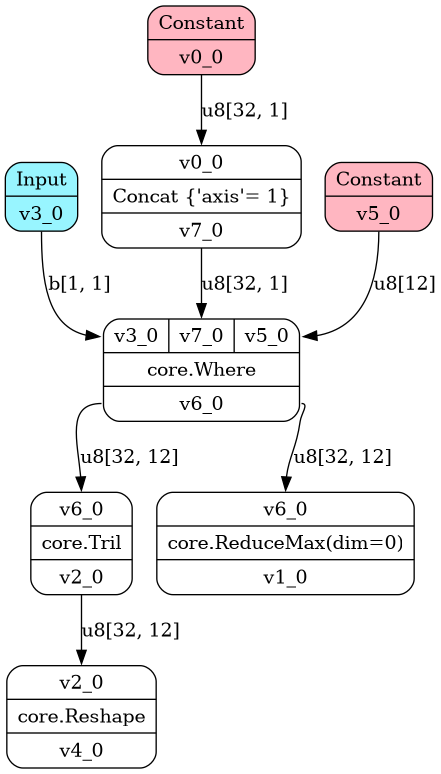 Constant
v0_0
u8[32, 1]
v0_0
Concat {'axis'= 1}
v7_0
Input
v3_0
Constant
v5_0
b[1, 1]
u8[32, 1]
u8[12]
v3_0 v7_0 v5_0
core.Where
v6_0
u8[32, 12]
u8[32, 12]
v6_0
core.Tril
v2_0
v6_0
core.ReduceMax(dim=0)
v1_0
u8[32, 12]
v2_0
core.Reshape
v4_0